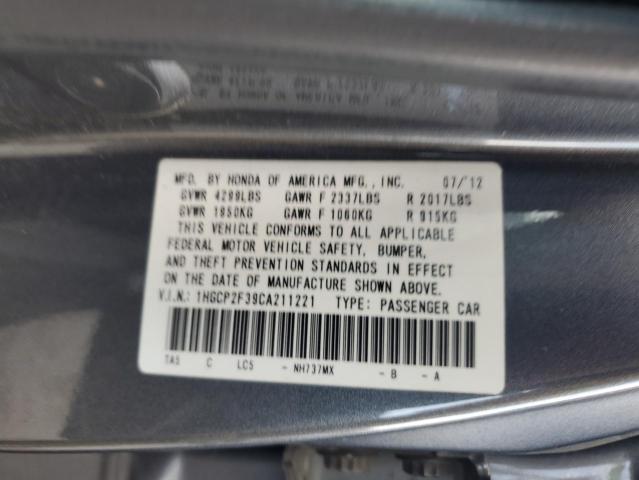 MFD. BY HONDA OF AMERICA MFG., INC. 07/'12
GVWR 4299LBS GAWR F 2337LBS R 2017LBS
GVWR 1950KG GAWR F 1060KG R 915KG
THIS VEHICLE CONFORMS TO ALL APPLICABLE
FEDERAL MOTOR VEHICLE SAFETY, BUMPER,
AND THEFT PREVENTION STANDARDS IN EFFECT
ON THE DATE OF MANUFACTURE SHOWN ABOVE.
V.I.N.: 1HGCP2F39CA211221 TYPE: PASSENGER CAR
TA5 C LC5 - NH737MX - B - A